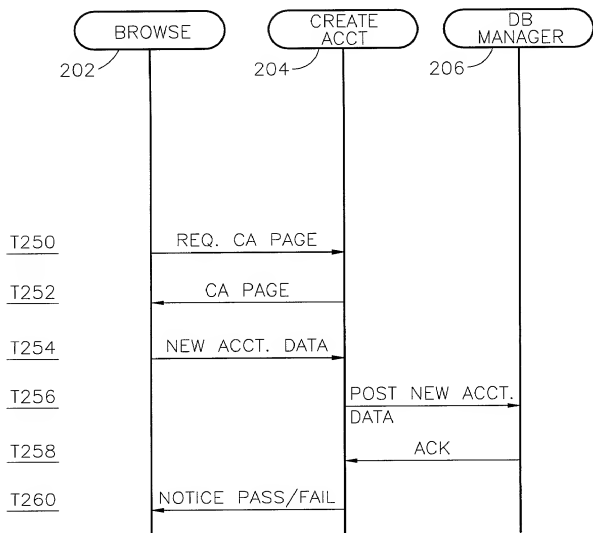 BROWSE
CREATE
ACCT
DB
MANAGER
202
204
206
T250
REQ. CA PAGE
T252
CA PAGE
T254
NEW ACCT. DATA
T256
POST NEW ACCT.
DATA
T258
ACK
T260
NOTICE PASS/FAIL